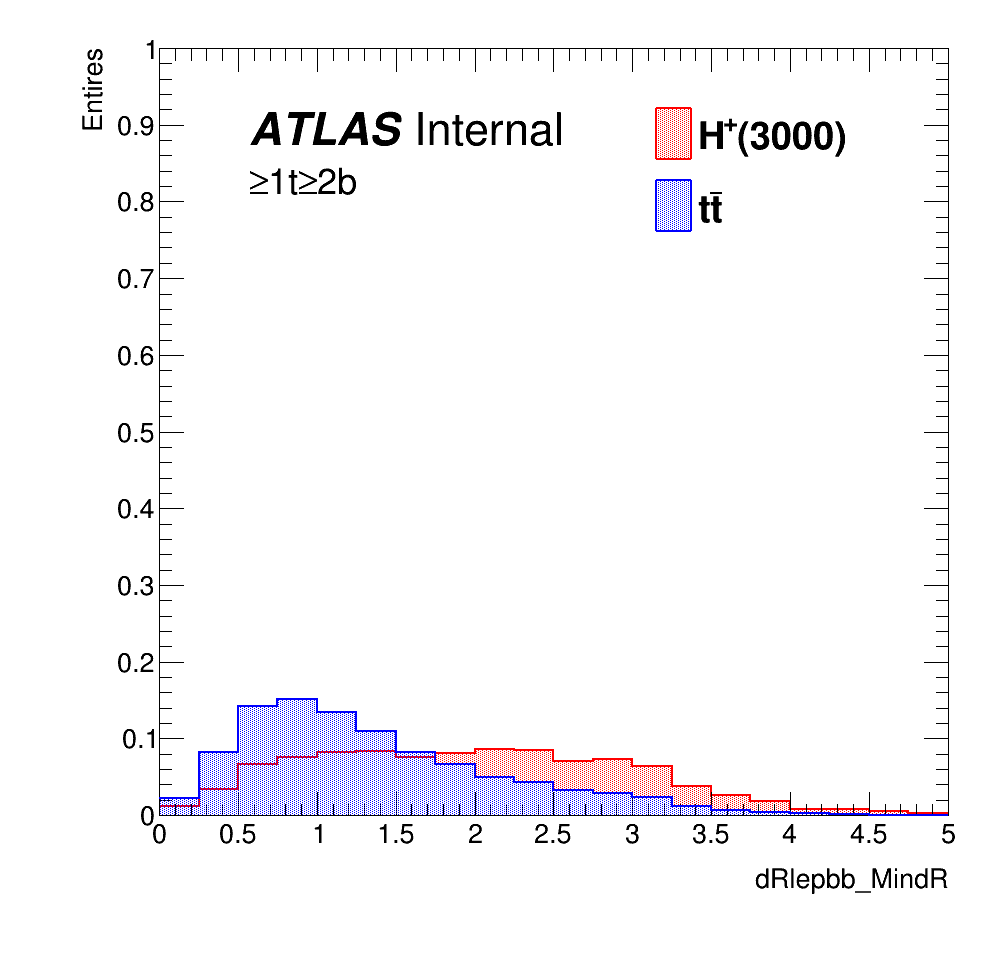 Entires
1
0.9
0.8
0.7
0.6
0.5
0.4
0.3
0.2
0.1
0
ATLAS Internal
≥1t≥2b
H⁺(3000)
tt̄
0 0.5 1 1.5 2 2.5 3 3.5 4 4.5 5
dRlepbb_MindR